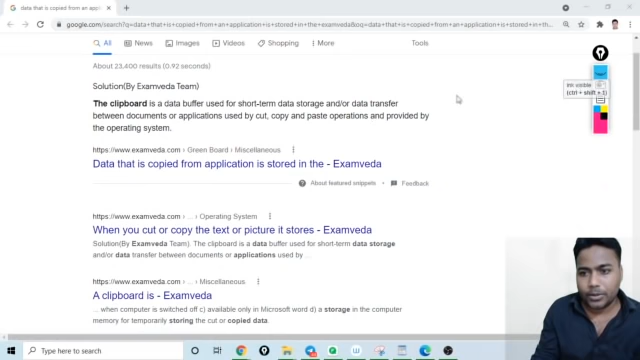 data that is copied from an appl
google.com/search?q=data+that+is+copied+from+an+application+is+stored+in+the+examveda&oq=data+that+is+copied+from+an+application+is+stored+in+th...
All News Images Videos Shopping More Tools
About 23,400 results (0.92 seconds)
Solution(By Examveda Team)
The clipboard is a data buffer used for short-term data storage and/or data transfer
between documents or applications used by cut, copy and paste operations and provided by
the operating system.
https://www.examveda.com › Green Board › Miscellaneous
Data that is copied from application is stored in the - Examveda
About featured snippets Feedback
https://www.examveda.com › ... › Operating System
When you cut or copy the text or picture it stores - Examveda
Solution(By Examveda Team). The clipboard is a data buffer used for short-term data storage
and/or data transfer between documents or applications used by ...
https://www.examveda.com › ... › Miscellaneous
A clipboard is - Examveda
... when computer is switched off c) available only in Microsoft word d) a storage in the computer
memory for temporarily storing the cut or copied data.
Ink visible
(ctrl + shift + 1)
Type here to search